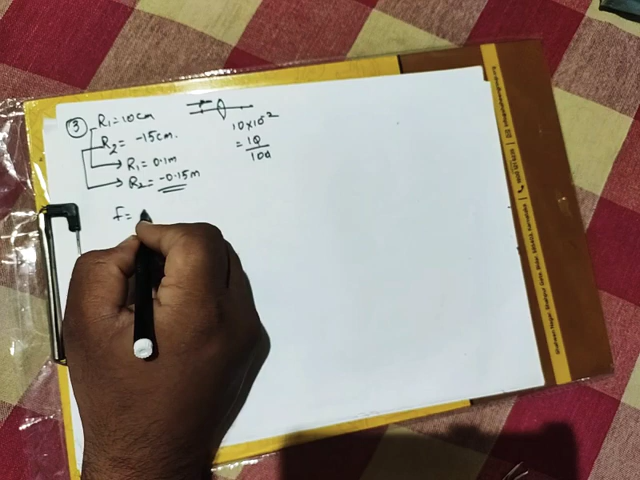 ③ R₁ = 10cm
R₂ = -15cm.
→ R₁ = 0.1m
→ R₂ = -0.15m
f =
10×10⁻²
= 10
100